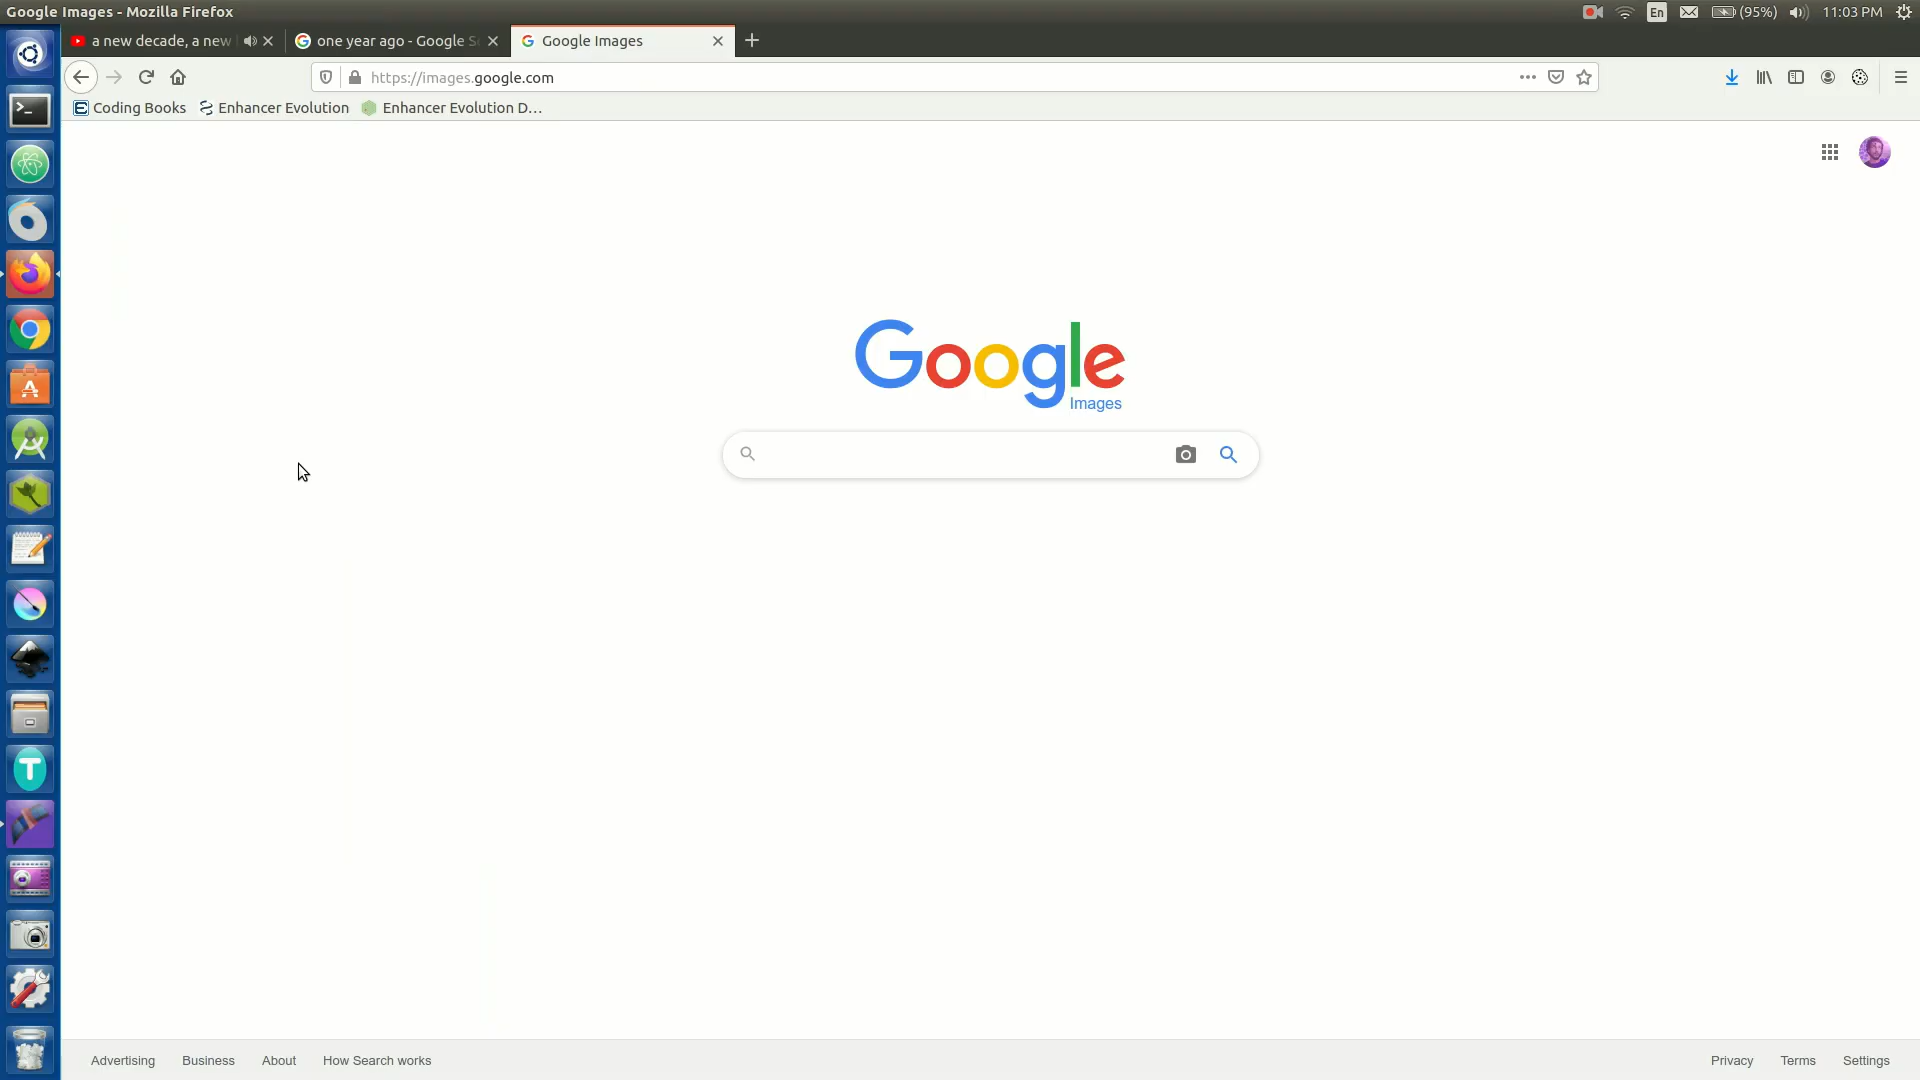 Google Images - Mozilla Firefox
En
(95%)
11:03 PM
a new decade, a new
one year ago - Google S
Google Images
https://images.google.com
Coding Books
Enhancer Evolution
Enhancer Evolution D...
Google
Images
Advertising
Business
About
How Search works
Privacy
Terms
Settings